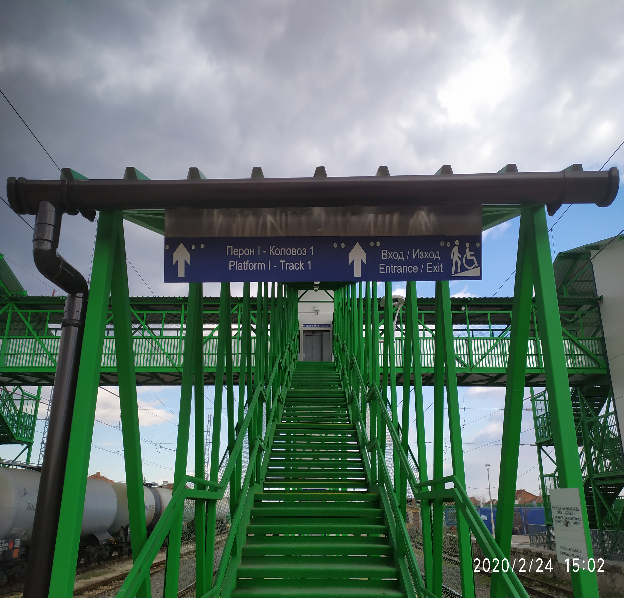 Перон I - Коловоз 1
Platform I - Track 1
Вход / Изход
Entrance / Exit
2020/2/24 15:02